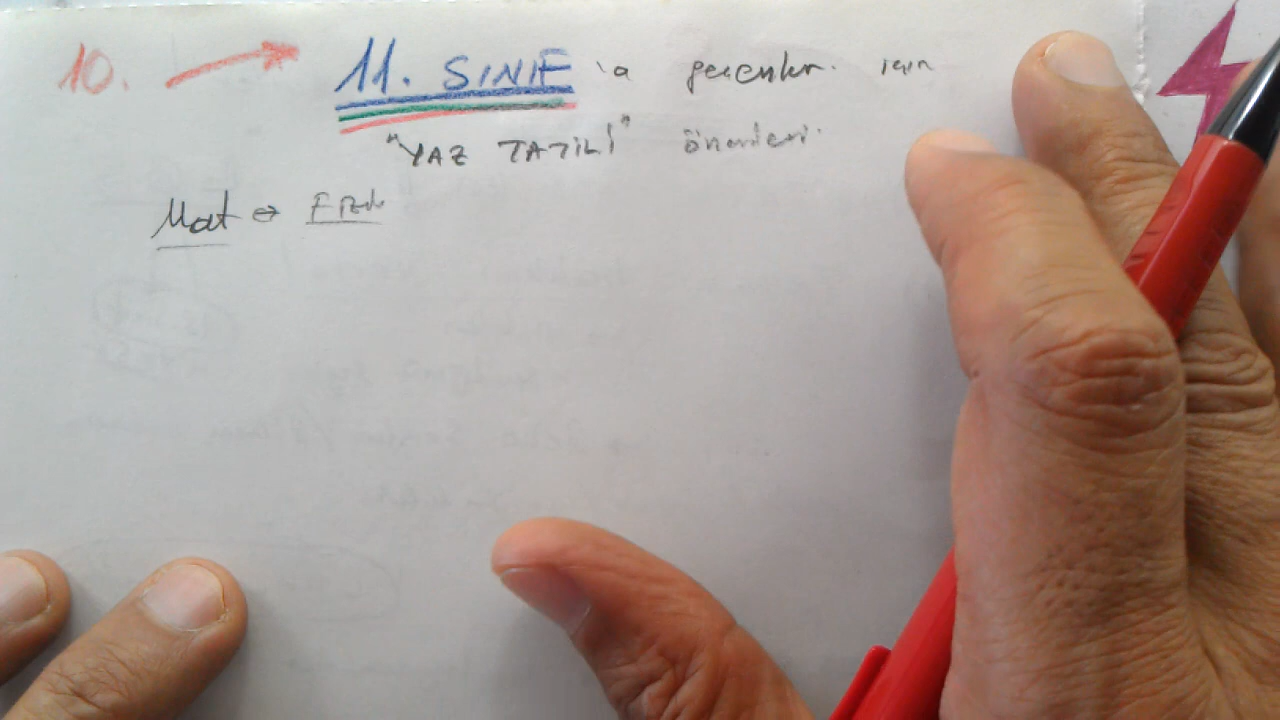 10. → 11. SINIF 'a geçenler için
"YAZ TATİLİ" önerileri
Mat ⇔ Fizik